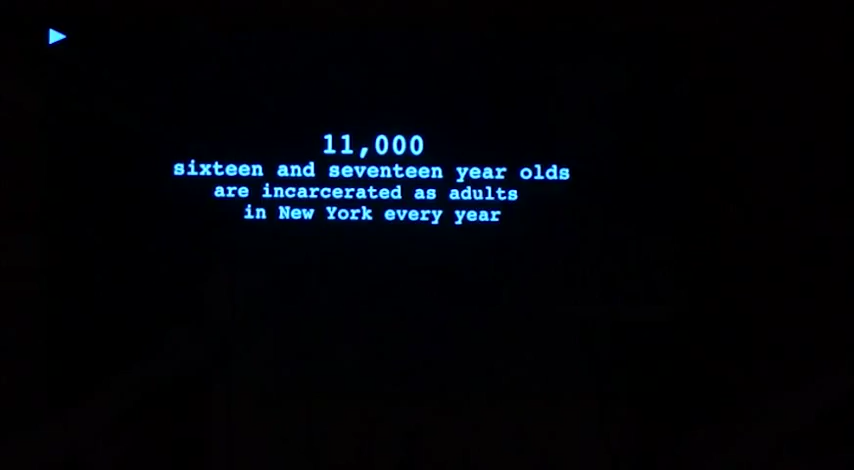 11,000
sixteen and seventeen year olds
are incarcerated as adults
in New York every year